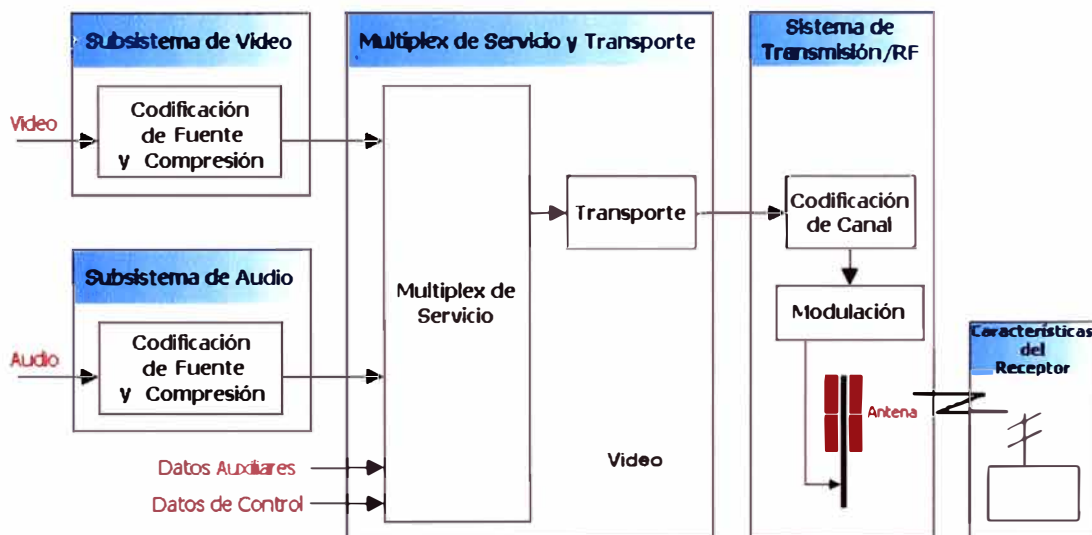 Subsistema de Video
Video
Codificación
de Fuente
y Compresión
Subsistema de Audio
Audio
Codificación
de Fuente
y Compresión
Datos Auxiliares
Datos de Control
Multíplex de Servicio y Transporte
Multiplex de
Servicio
Transporte
Video
Sistema de
Transmisión/RF
Codificación
de Canal
Modulación
Antena
Características
del
Receptor